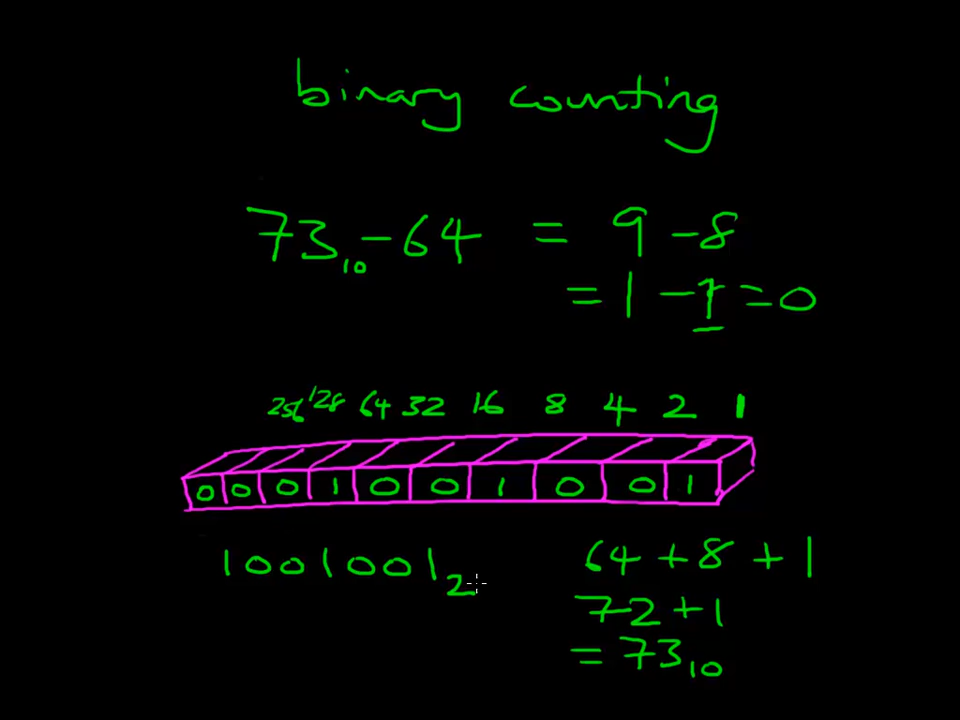 binary counting
73₁₀ - 64 = 9 - 8
= 1 - 1 = 0
256 128 64 32 16 8 4 2 1
0 0 0 1 0 0 1 0 0 1
1001001₂
64 + 8 + 1
72 + 1
= 73₁₀